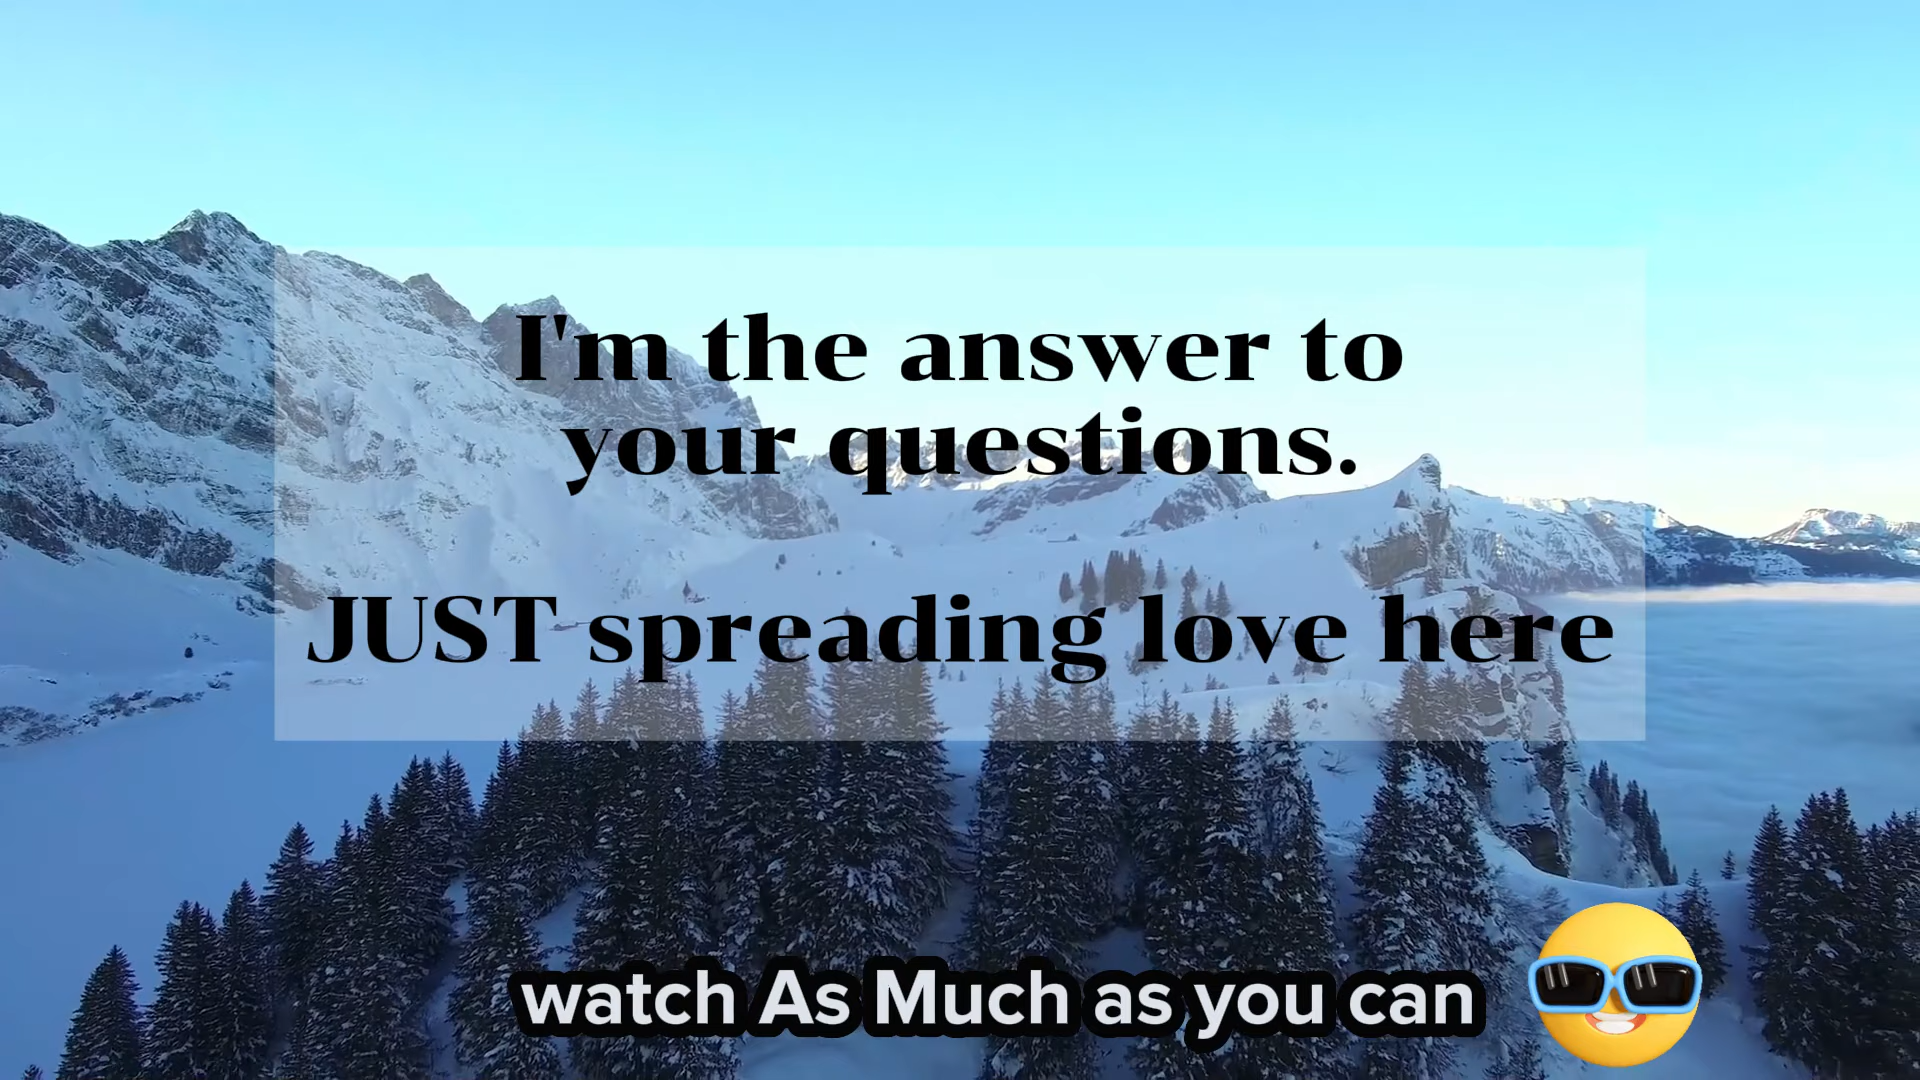 I'm the answer to
your questions.
JUST spreading love here
watch As Much as you can